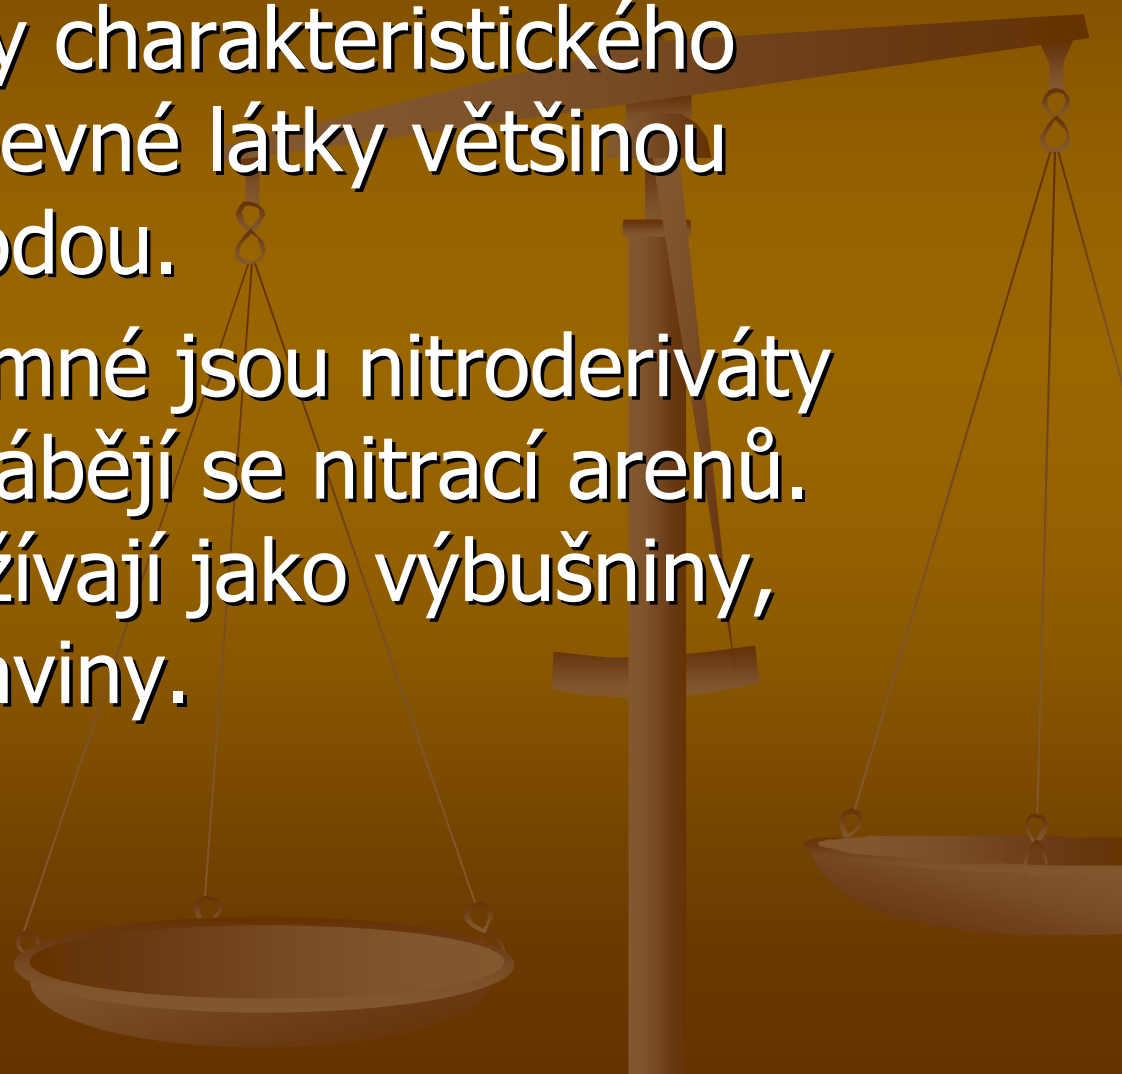 y charakteristického
evné látky většinou
odou.
mné jsou nitroderiváty
ábějí se nitrací arenů.
žívají jako výbušniny,
aviny.